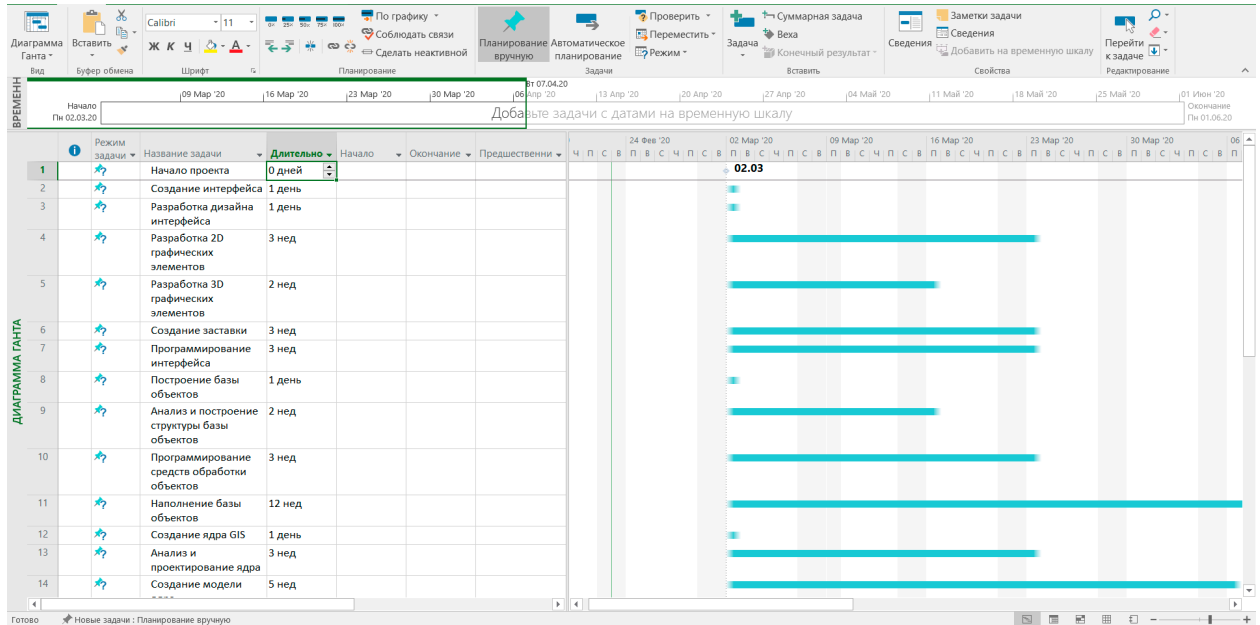 Диаграмма Ганта
Вид
Вставить
Буфер обмена
Calibri 11
Ж К Ч А
Шрифт
0× 25× 50× 75× 100×
По графику
Соблюдать связи
Сделать неактивной
Планирование
Планирование вручную
Автоматическое планирование
Проверить
Переместить
Режим
Задачи
Задача
Суммарная задача
Веха
Конечный результат
Вставить
Сведения
Заметки задачи
Сведения
Добавить на временную шкалу
Свойства
Перейти к задаче
Редактирование
ВРЕМЕНН
вт 07.04.20
09 Мар '20 16 Мар '20 23 Мар '20 30 Мар '20 06 Апр '20 13 Апр '20 20 Апр '20 27 Апр '20 04 Май '20 11 Май '20 18 Май '20 25 Май '20 01 Июн '20
Начало
Пн 02.03.20
Добавьте задачи с датами на временную шкалу
Окончание
Пн 01.06.20
ДИАГРАММА ГАНТА
Режим задачи Название задачи Длительно Начало Окончание Предшественни
24 Фев '20 02 Мар '20 09 Мар '20 16 Мар '20 23 Мар '20 30 Мар '20 06
Ч П С В П В С Ч П С В П В С Ч П С В П В С Ч П С В П В С Ч П С В П В С Ч П С В П В С Ч П С В П
1 Начало проекта 0 дней
02.03
2 Создание интерфейса 1 день
3 Разработка дизайна 1 день
интерфейса
4 Разработка 2D 3 нед
графических
элементов
5 Разработка 3D 2 нед
графических
элементов
6 Создание заставки 3 нед
7 Программирование 3 нед
интерфейса
8 Построение базы 1 день
объектов
9 Анализ и построение 2 нед
структуры базы
объектов
10 Программирование 3 нед
средств обработки
объектов
11 Наполнение базы 12 нед
объектов
12 Создание ядра GIS 1 день
13 Анализ и 3 нед
проектирование ядра
14 Создание модели 5 нед
Готово Новые задачи : Планирование вручную